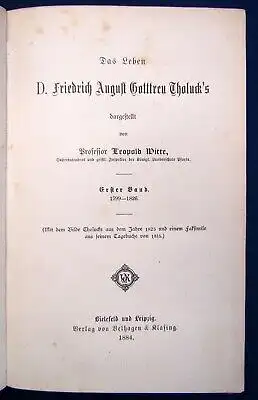 Das Leben
D. Friedrich August Gotttreu Tholuck's
dargestellt
von
Professor Leopold Witte,
Superintendent und geistl. Inspektor der Königl. Landesschule Pforta.
Erster Band.
1799—1826.
(Mit dem Bilde Tholucks aus dem Jahre 1825 und einem Faksimile
aus seinem Tagebuche von
VK
Bielefeld und Leipzig.
Verlag von Velhagen & Klasing.
1884.